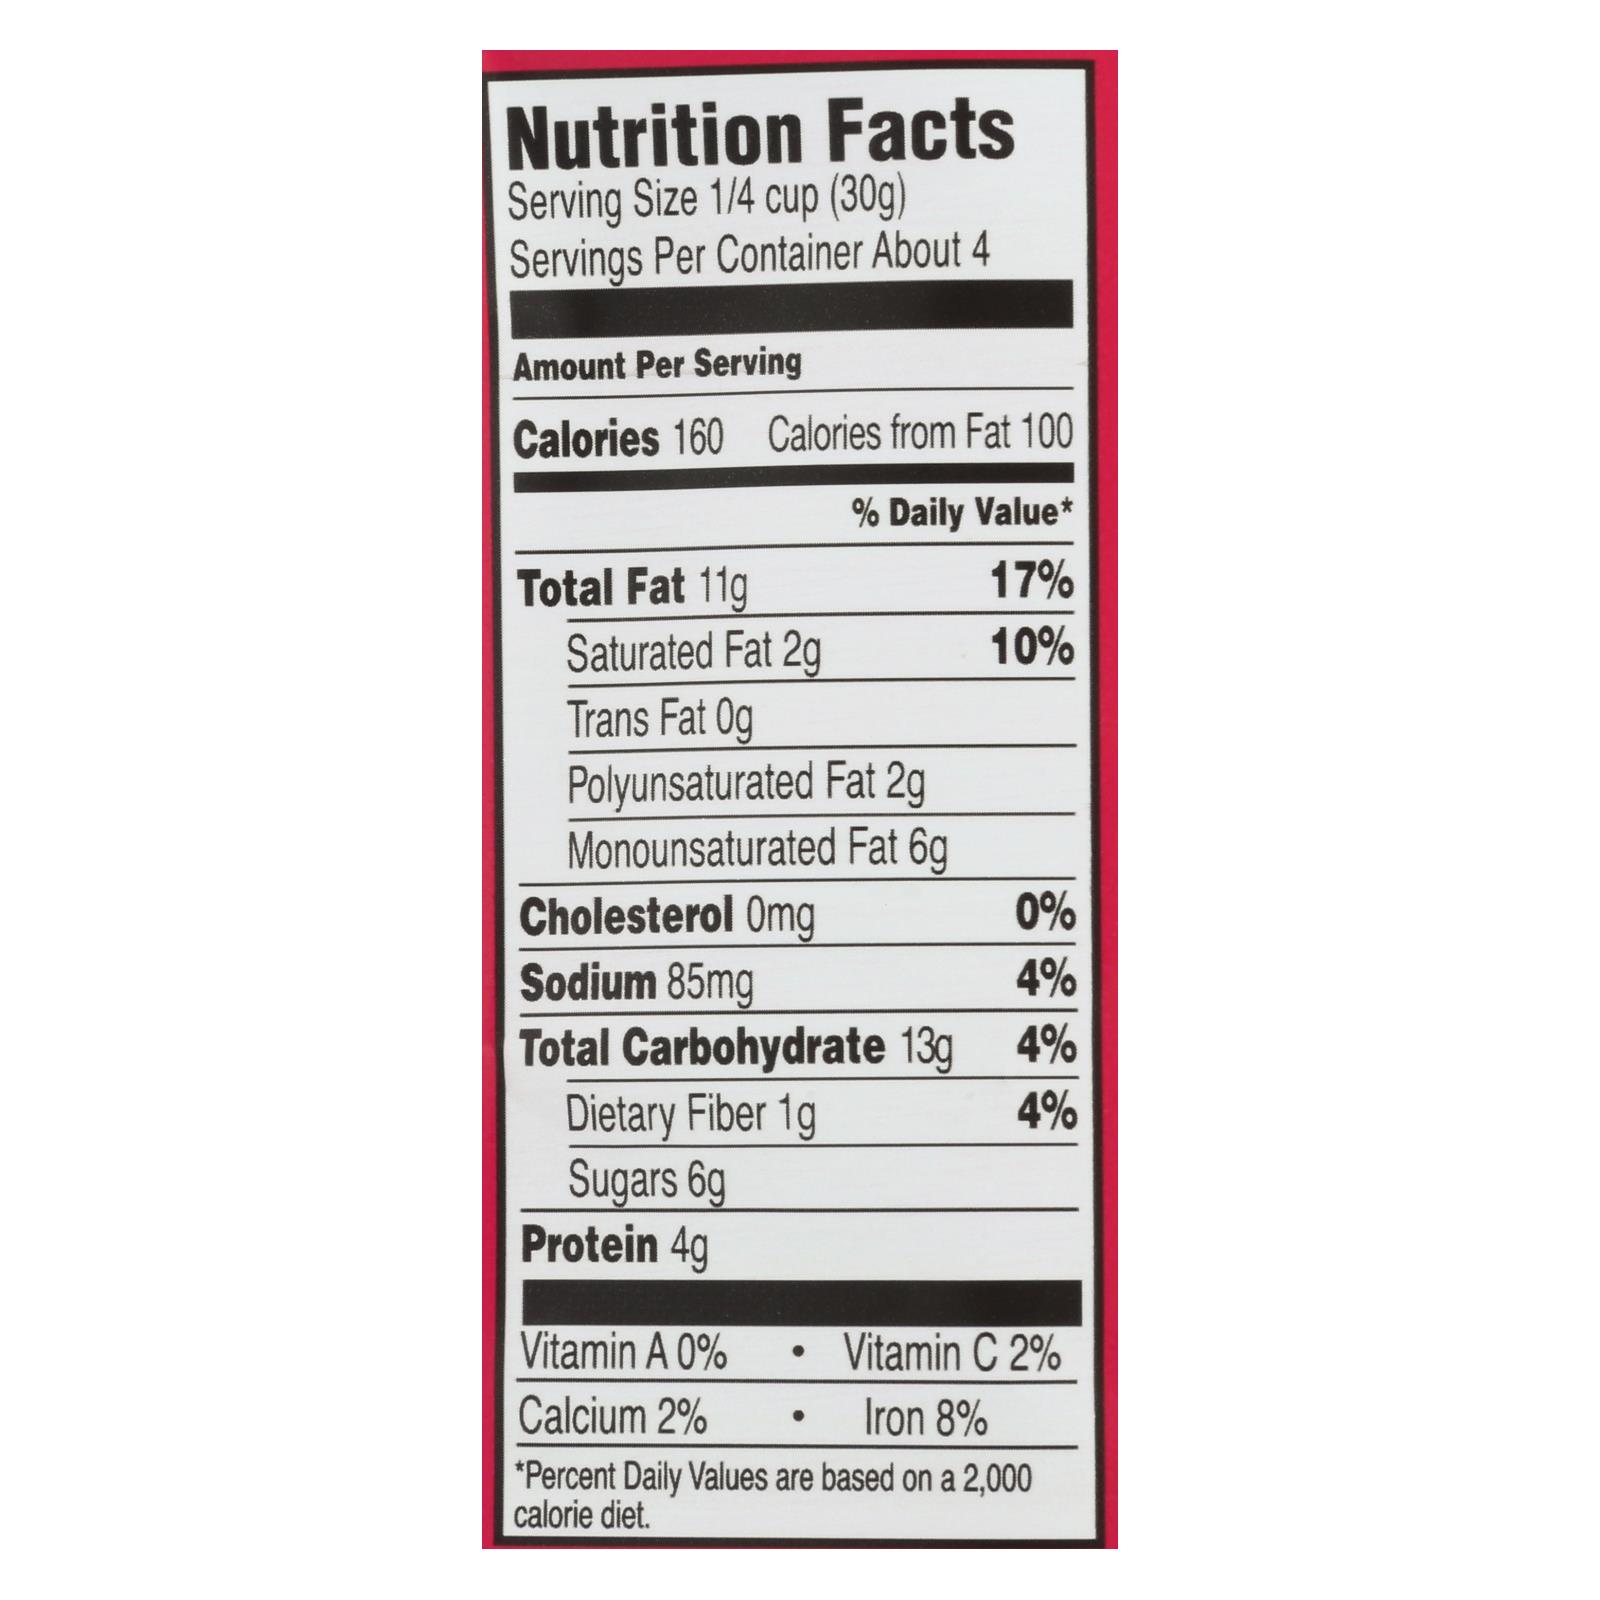 Nutrition Facts
Serving Size 1/4 cup (30g)
Servings Per Container About 4
Amount Per Serving
Calories 160 Calories from Fat 100
% Daily Value*
Total Fat 11g 17%
Saturated Fat 2g 10%
Trans Fat 0g
Polyunsaturated Fat 2g
Monounsaturated Fat 6g
Cholesterol 0mg 0%
Sodium 85mg 4%
Total Carbohydrate 13g 4%
Dietary Fiber 1g 4%
Sugars 6g
Protein 4g
Vitamin A 0% • Vitamin C 2%
Calcium 2% • Iron 8%
*Percent Daily Values are based on a 2,000
calorie diet.